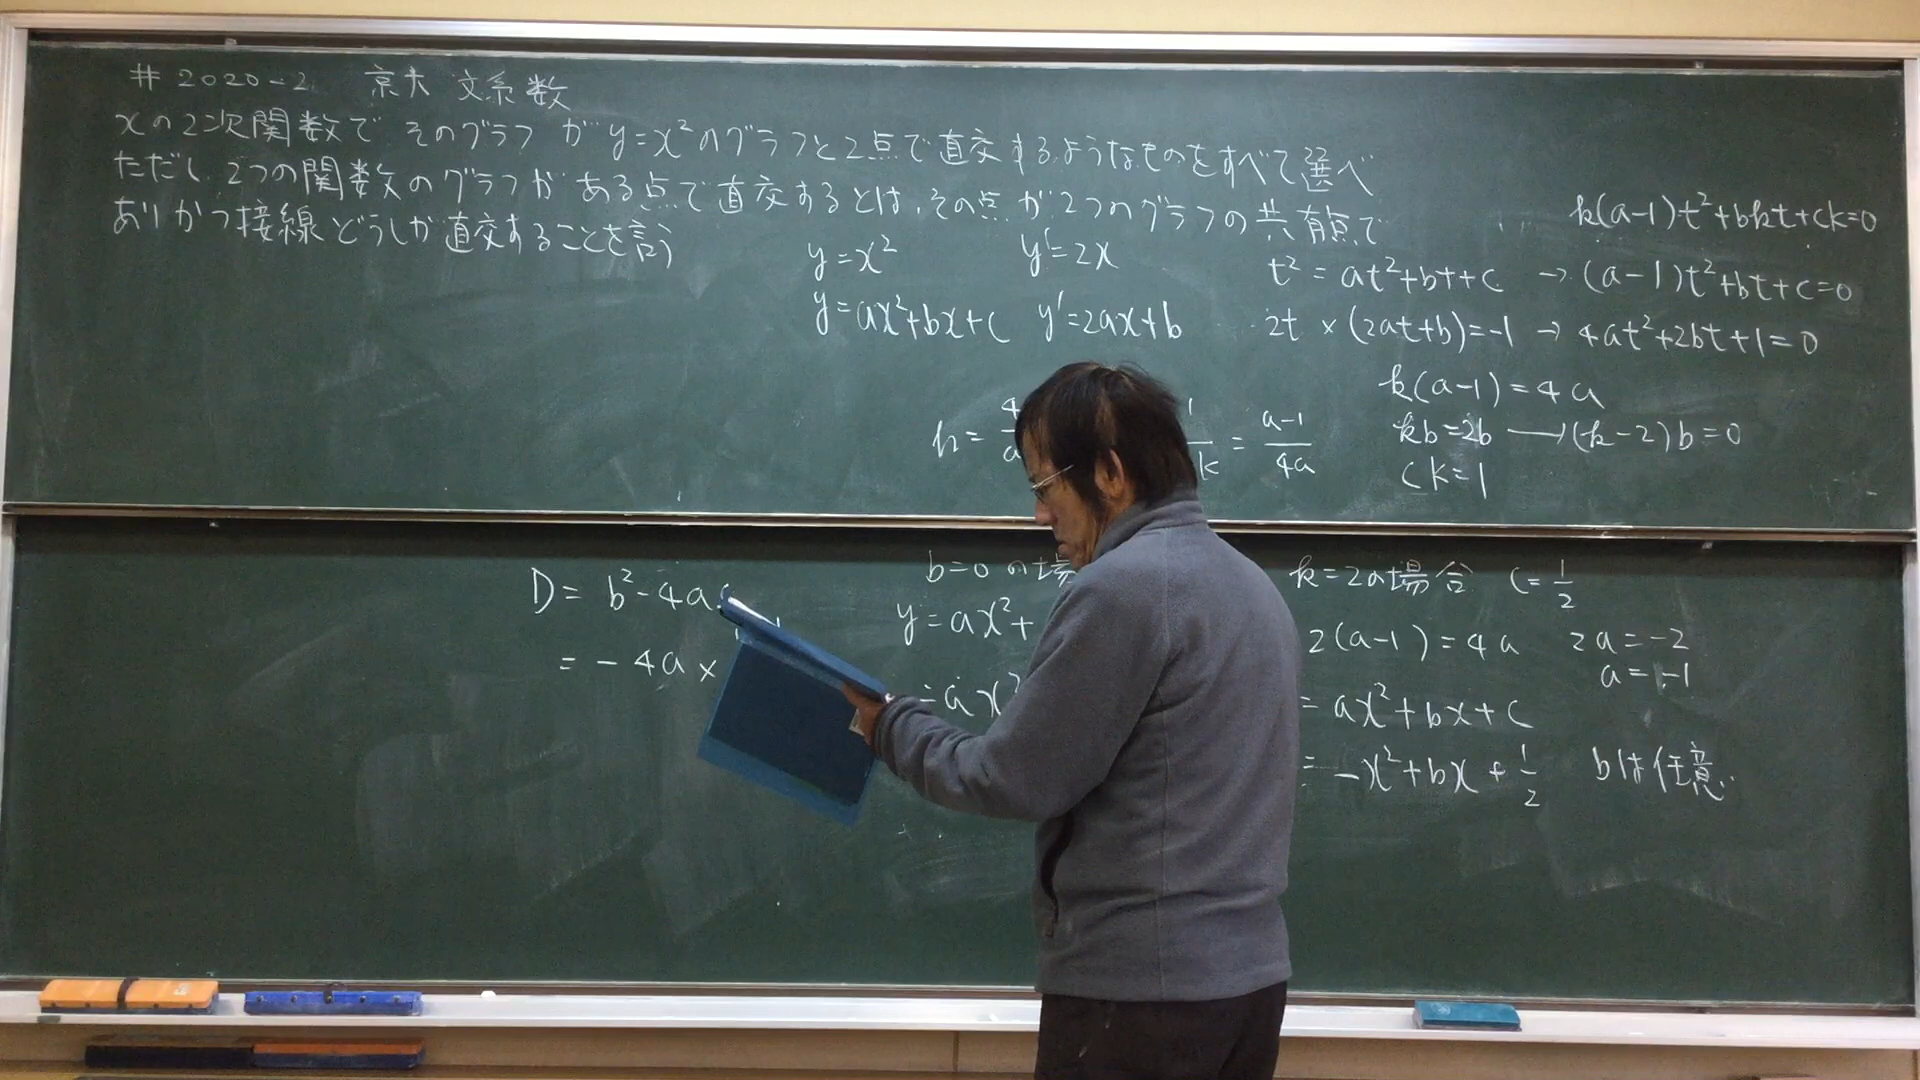 # 2020-2 京大 文系数
xの2次関数で そのグラフが y=x²のグラフと2点で直交するようなものをすべて選べ
ただし 2つの関数のグラフがある点で直交するとは、その点が2つのグラフの共有点で
ありかつ接線どうしが直交することを言う
k(a-1)t²+bkt+ck=0
y=x² y'=2x t²=at²+bt+c → (a-1)t²+bt+c=0
y=ax²+bx+c y'=2ax+b 2t×(2at+b)=-1 → 4at²+2bt+1=0
k(a-1)=4a
kb=2b → (k-2)b=0
ck=1
= (a-1)/4a
D= b²-4a
= -4a×
b=0の場
y=ax²+
=ax²
k=2の場合 c=1/2
2(a-1)=4a 2a=-2
a=-1
=ax²+bx+c
=-x²+bx+1/2 bは任意